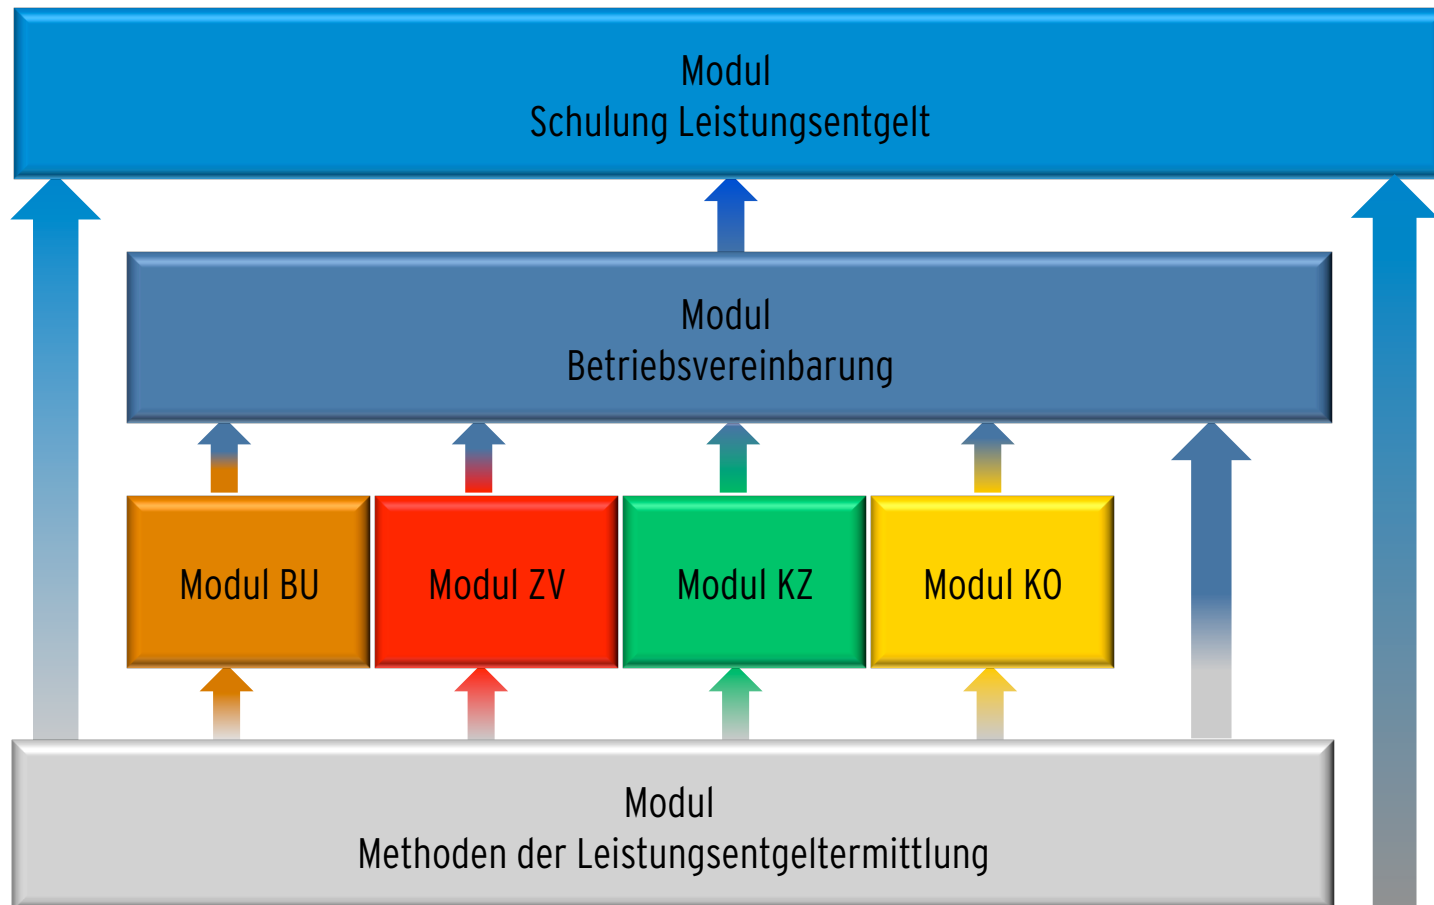 Modul
Schulung Leistungsentgelt
Modul
Betriebsvereinbarung
Modul BU
Modul ZV
Modul KZ
Modul KO
Modul
Methoden der Leistungsentgeltermittlung